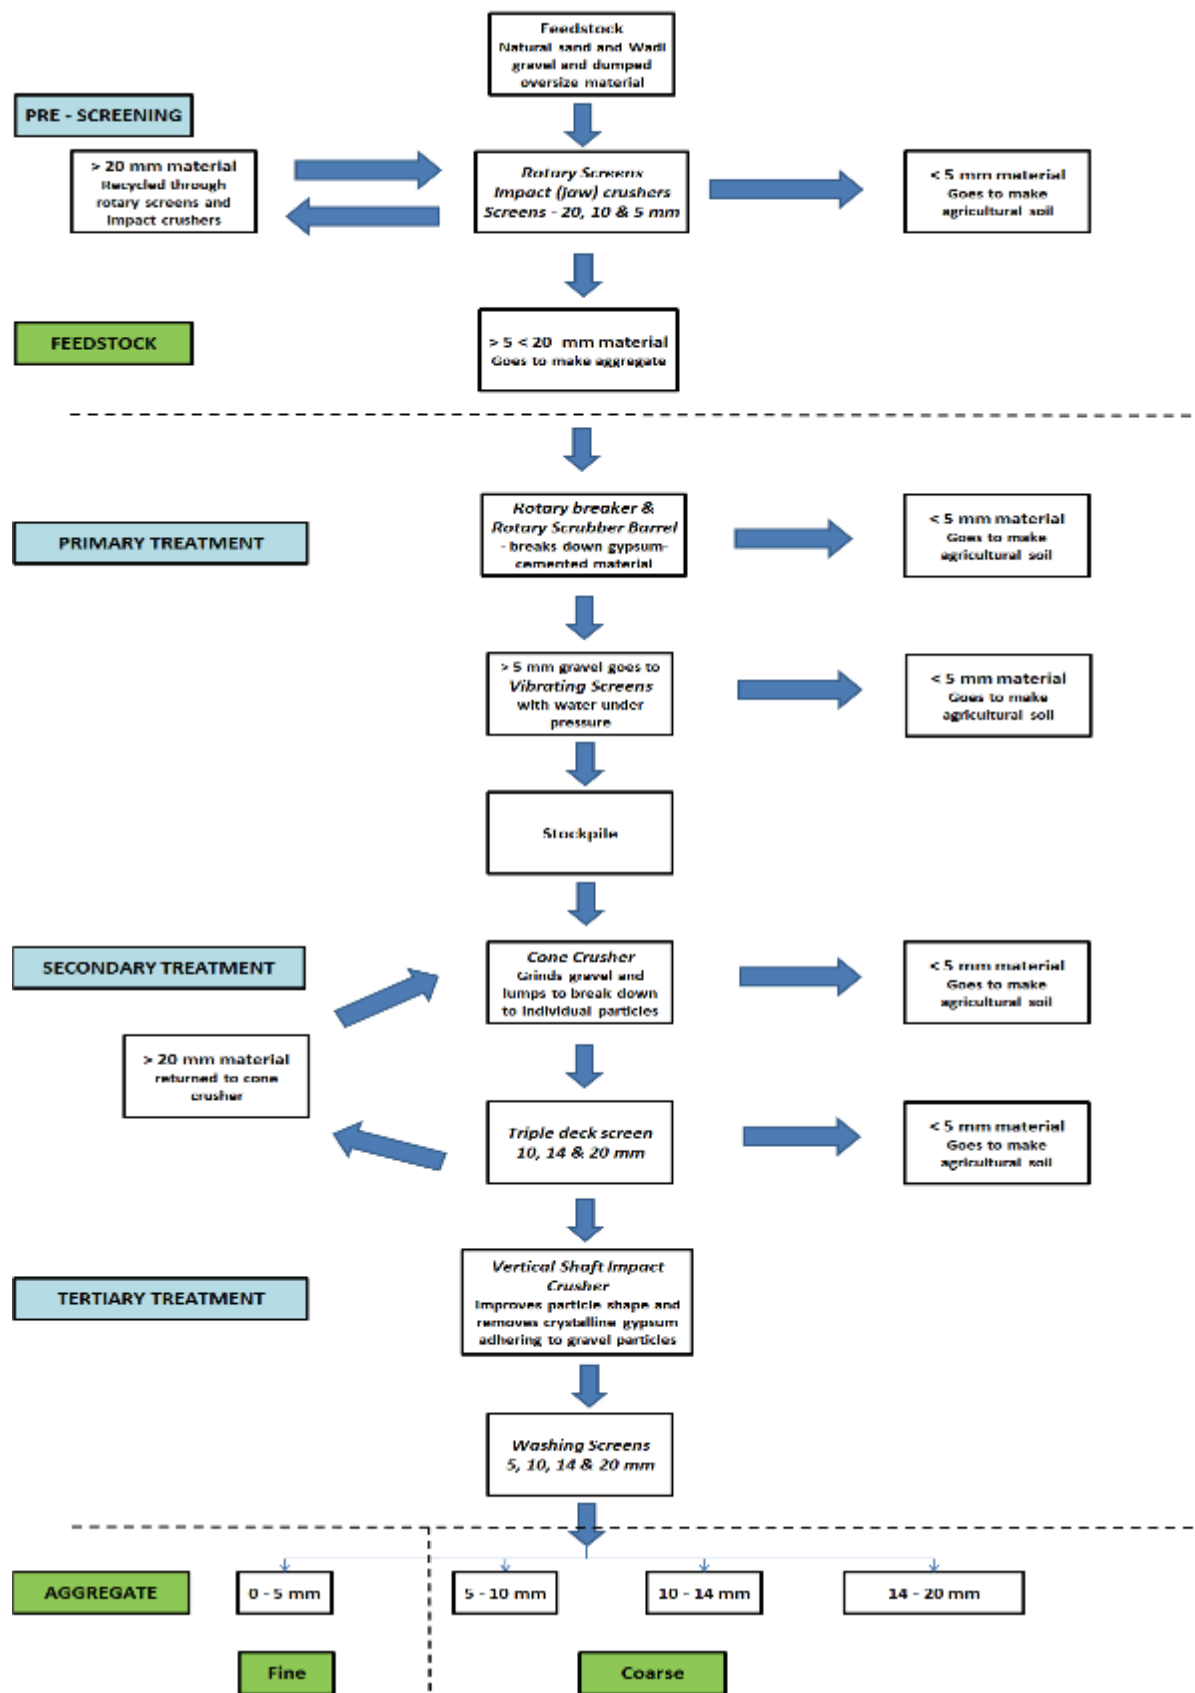 Feedstock
Natural sand and Wadi
gravel and dumped
oversize material
PRE - SCREENING
> 20 mm material
Recycled through
rotary screens and
Impact crushers
Rotary Screens
Impact (Jaw) crushers
Screens - 20, 10 & 5 mm
< 5 mm material
Goes to make
agricultural soil
FEEDSTOCK
> 5 < 20 mm material
Goes to make aggregate
PRIMARY TREATMENT
Rotary breaker &
Rotary Scrubber Barrel
- breaks down gypsum-
cemented material
< 5 mm material
Goes to make
agricultural soil
> 5 mm gravel goes to
Vibrating Screens
with water under
pressure
< 5 mm material
Goes to make
agricultural soil
Stockpile
SECONDARY TREATMENT
Cone Crusher
Grinds gravel and
lumps to break down
to individual particles
< 5 mm material
Goes to make
agricultural soil
> 20 mm material
returned to cone
crusher
Triple deck screen
10, 14 & 20 mm
< 5 mm material
Goes to make
agricultural soil
TERTIARY TREATMENT
Vertical Shaft Impact
Crusher
Improves particle shape and
removes crystalline gypsum
adhering to gravel particles
Washing Screens
5, 10, 14 & 20 mm
AGGREGATE
0 - 5 mm
5 - 10 mm
10 - 14 mm
14 - 20 mm
Fine
Coarse